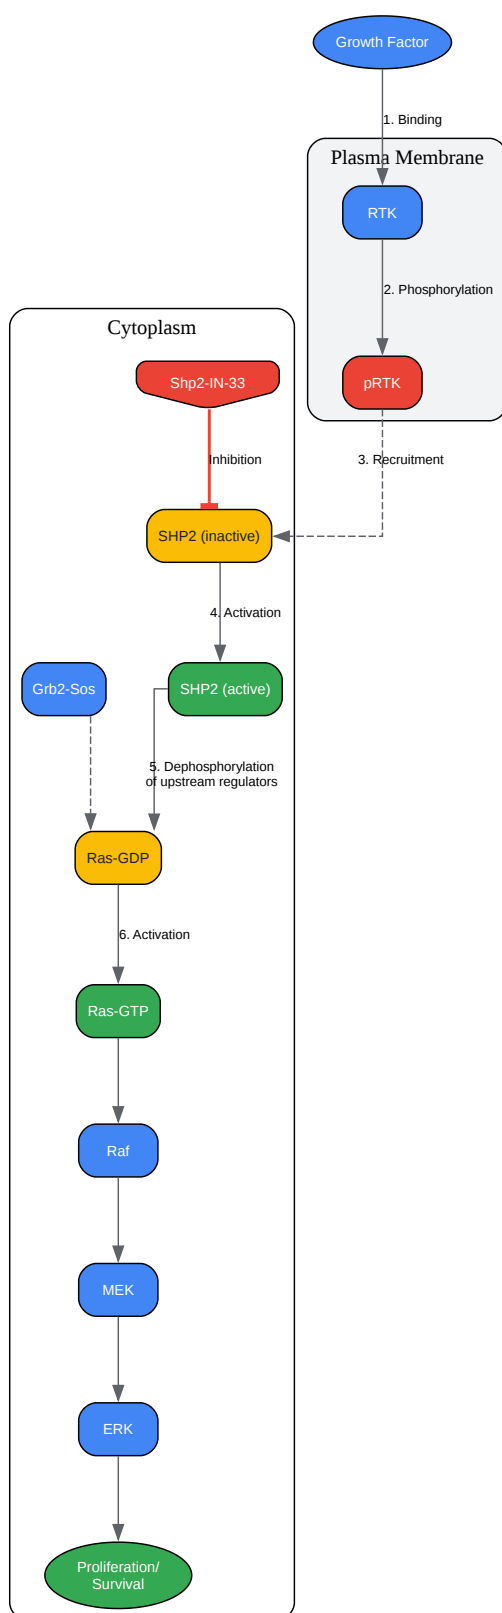 Growth Factor
1. Binding
Plasma Membrane
RTK
2. Phosphorylation
pRTK
3. Recruitment
Cytoplasm
Shp2-IN-33
Inhibition
SHP2 (inactive)
4. Activation
Grb2-Sos
SHP2 (active)
5. Dephosphorylation
of upstream regulators
Ras-GDP
6. Activation
Ras-GTP
Raf
MEK
ERK
Proliferation/
Survival